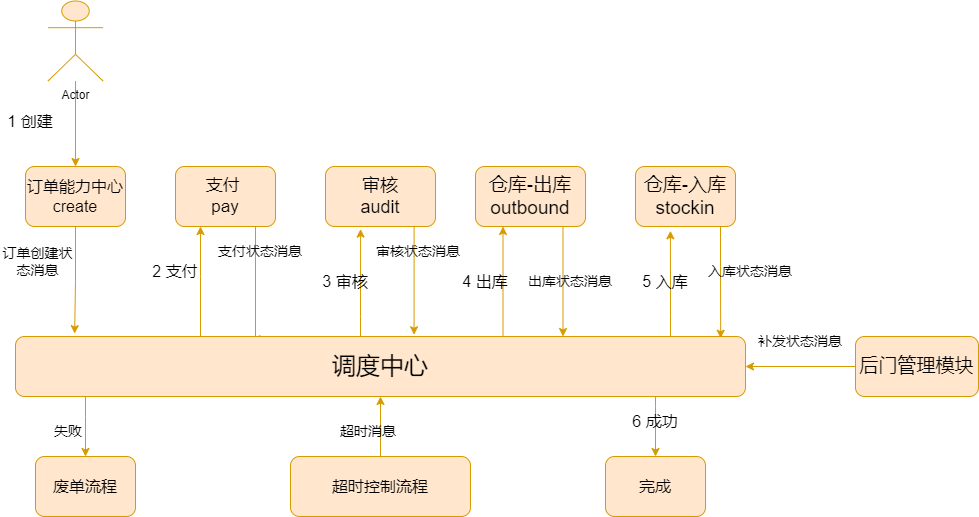 Actor
1 创建
订单能力中心
create
支付
pay
审核
audit
仓库-出库
outbound
仓库-入库
stockin
订单创建状
态消息
2 支付
支付状态消息
3 审核
审核状态消息
4 出库
出库状态消息
5 入库
入库状态消息
调度中心
补发状态消息
后门管理模块
失败
超时消息
6 成功
废单流程
超时控制流程
完成